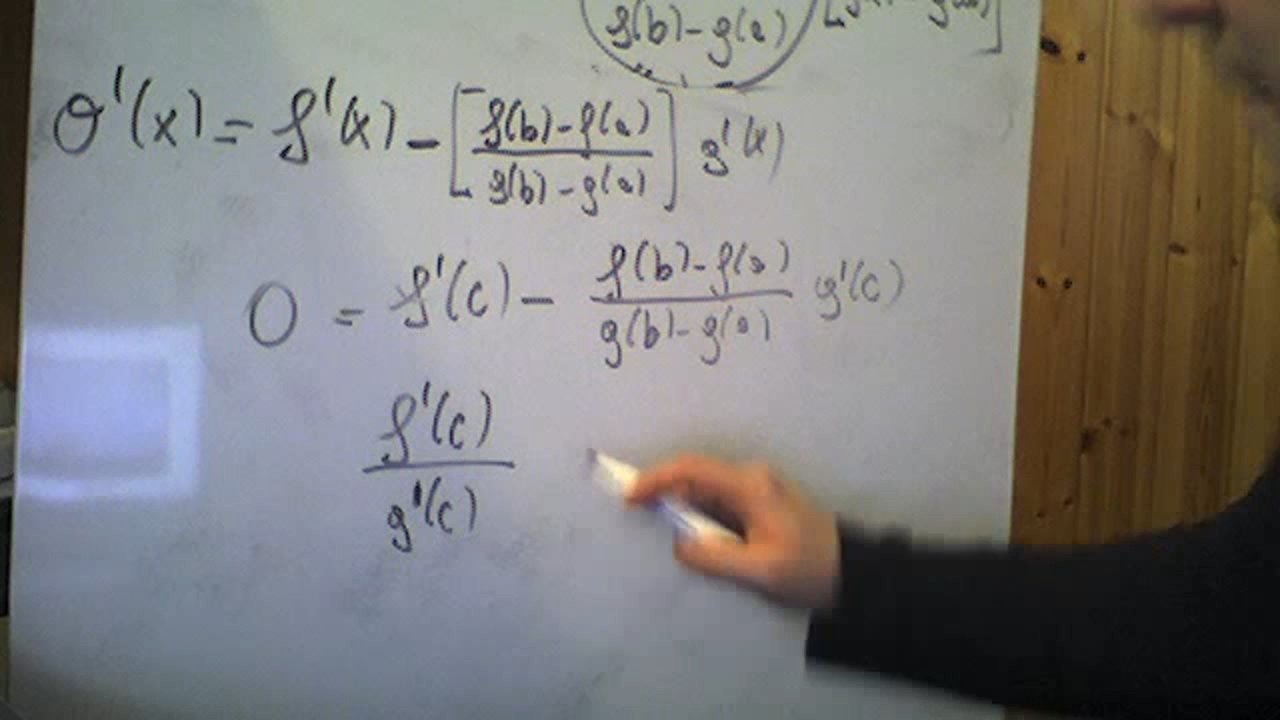 g(b)-g(a)
θ'(x) = f'(x) - [f(b)-f(a) / g(b)-g(a)] g'(x)
0 = f'(c) - f(b)-f(a) / g(b)-g(a) g'(c)
f'(c)
g'(c)